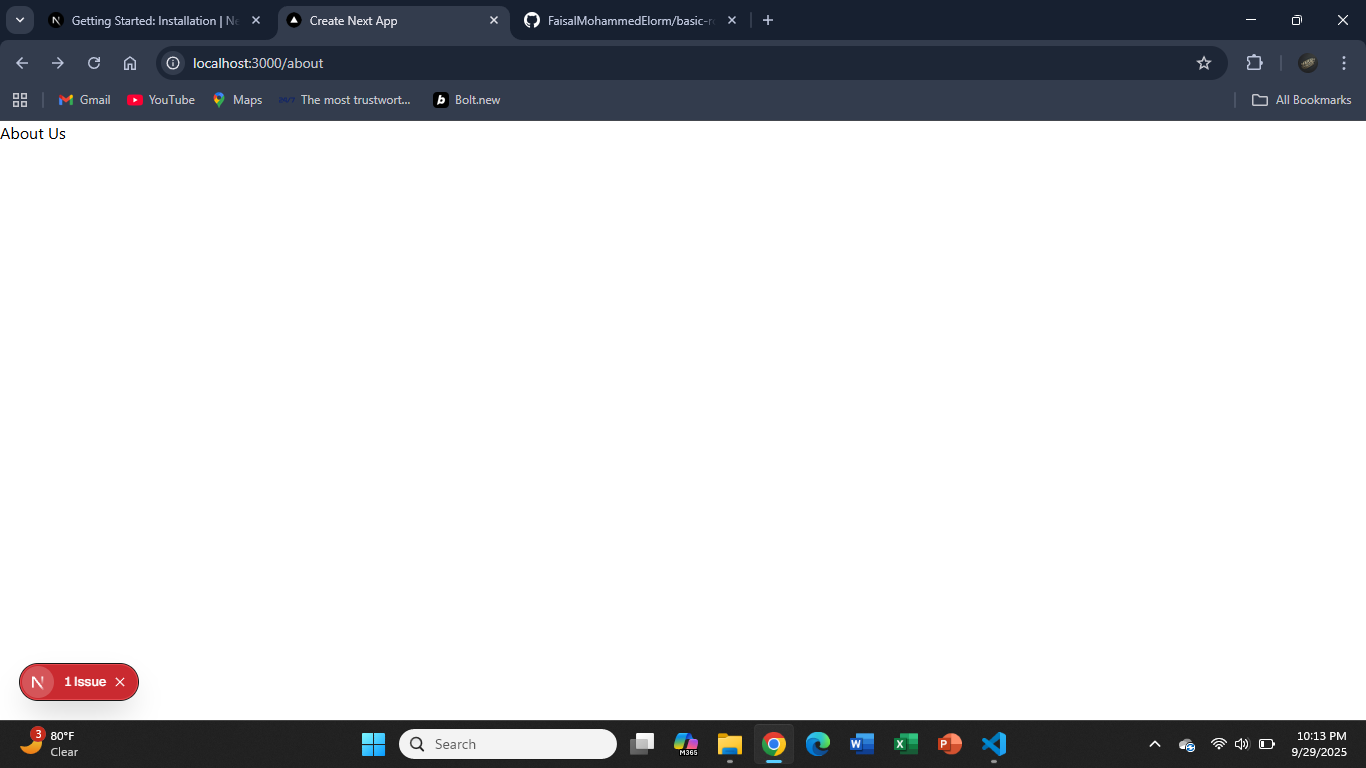 Getting Started: Installation | Ne
Create Next App
FaisalMohammedElorm/basic-r
localhost:3000/about
Gmail
YouTube
Maps
The most trustwort...
b
Bolt.new
All Bookmarks
About Us
N
1 Issue
3
80°F
Clear
Search
M365
W
X
P
10:13 PM
9/29/2025